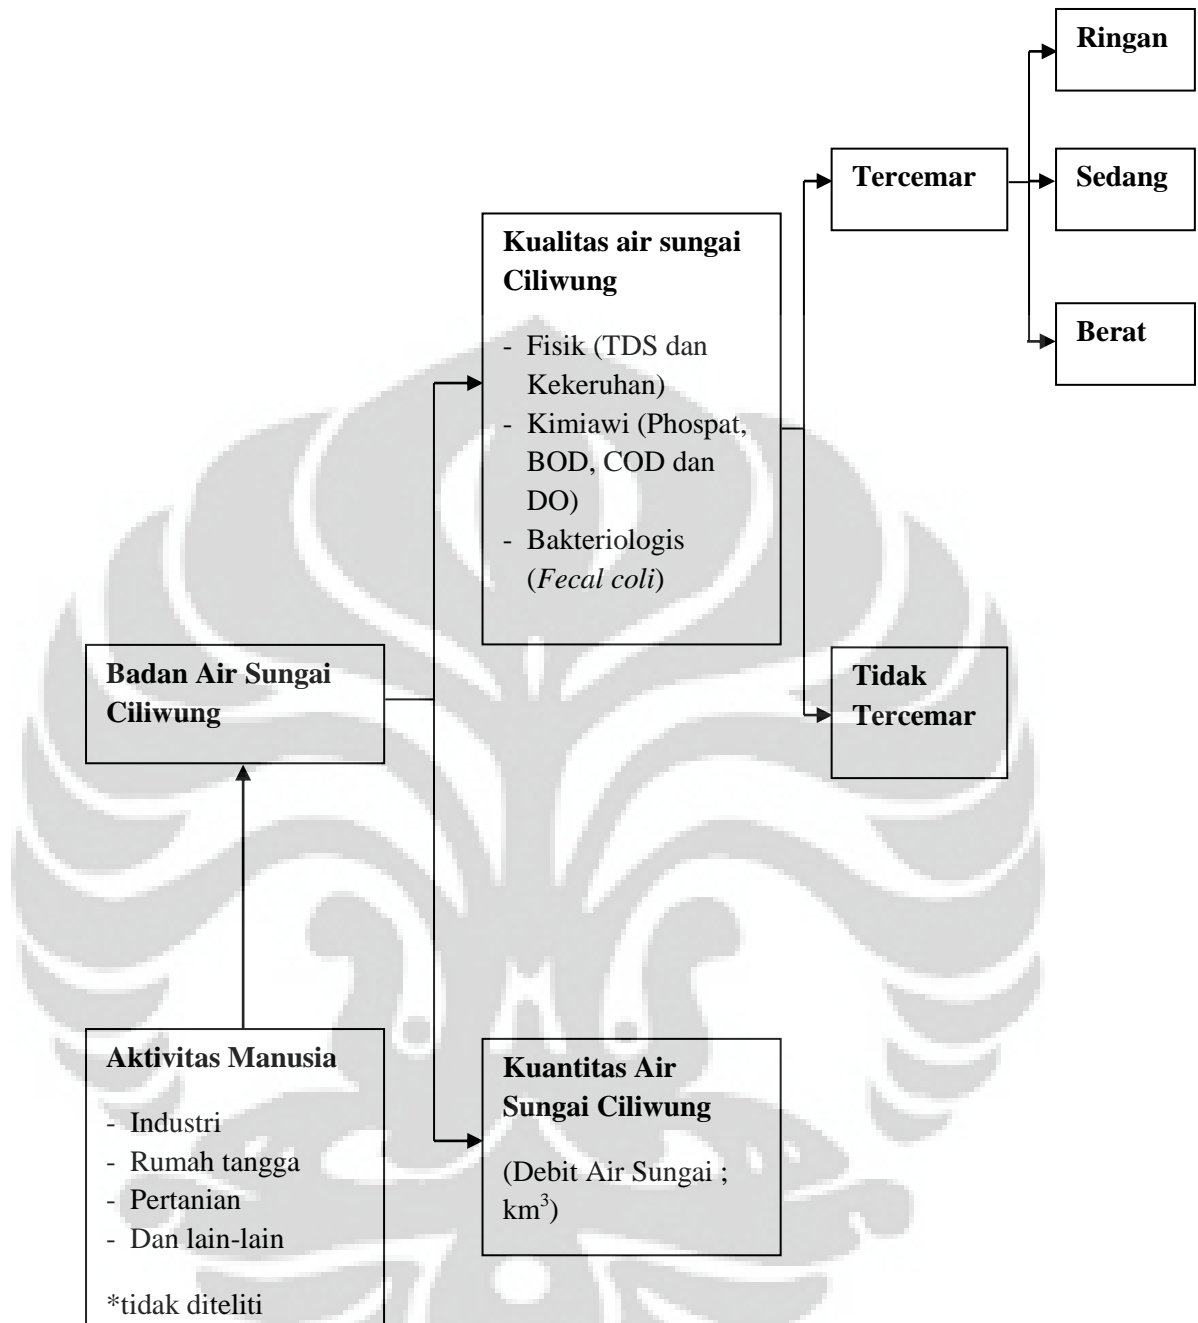 Ringan
Tercemar
Sedang
Berat
Kualitas air sungai
Ciliwung
- Fisik (TDS dan
Kekeruhan)
- Kimiawi (Phospat,
BOD, COD dan
DO)
- Bakteriologis
(Fecal coli)
Badan Air Sungai
Ciliwung
Tidak
Tercemar
Aktivitas Manusia
- Industri
- Rumah tangga
- Pertanian
- Dan lain-lain
*tidak diteliti
Kuantitas Air
Sungai Ciliwung
(Debit Air Sungai ;
km³)